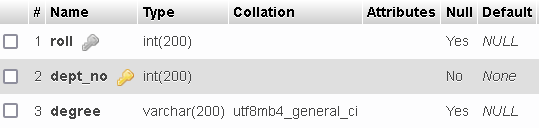 # Name Type Collation Attributes Null Default
1 roll int(200) Yes NULL
2 dept_no int(200) No None
3 degree varchar(200) utf8mb4_general_ci Yes NULL